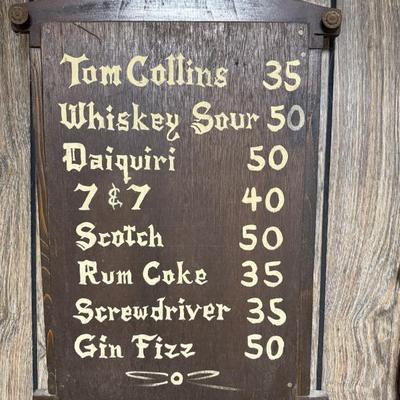 Tom Collins 35
Whiskey Sour 50
Daiquiri 50
7 & 7 40
Scotch 50
Rum Coke 35
Screwdriver 35
Gin Fizz 50